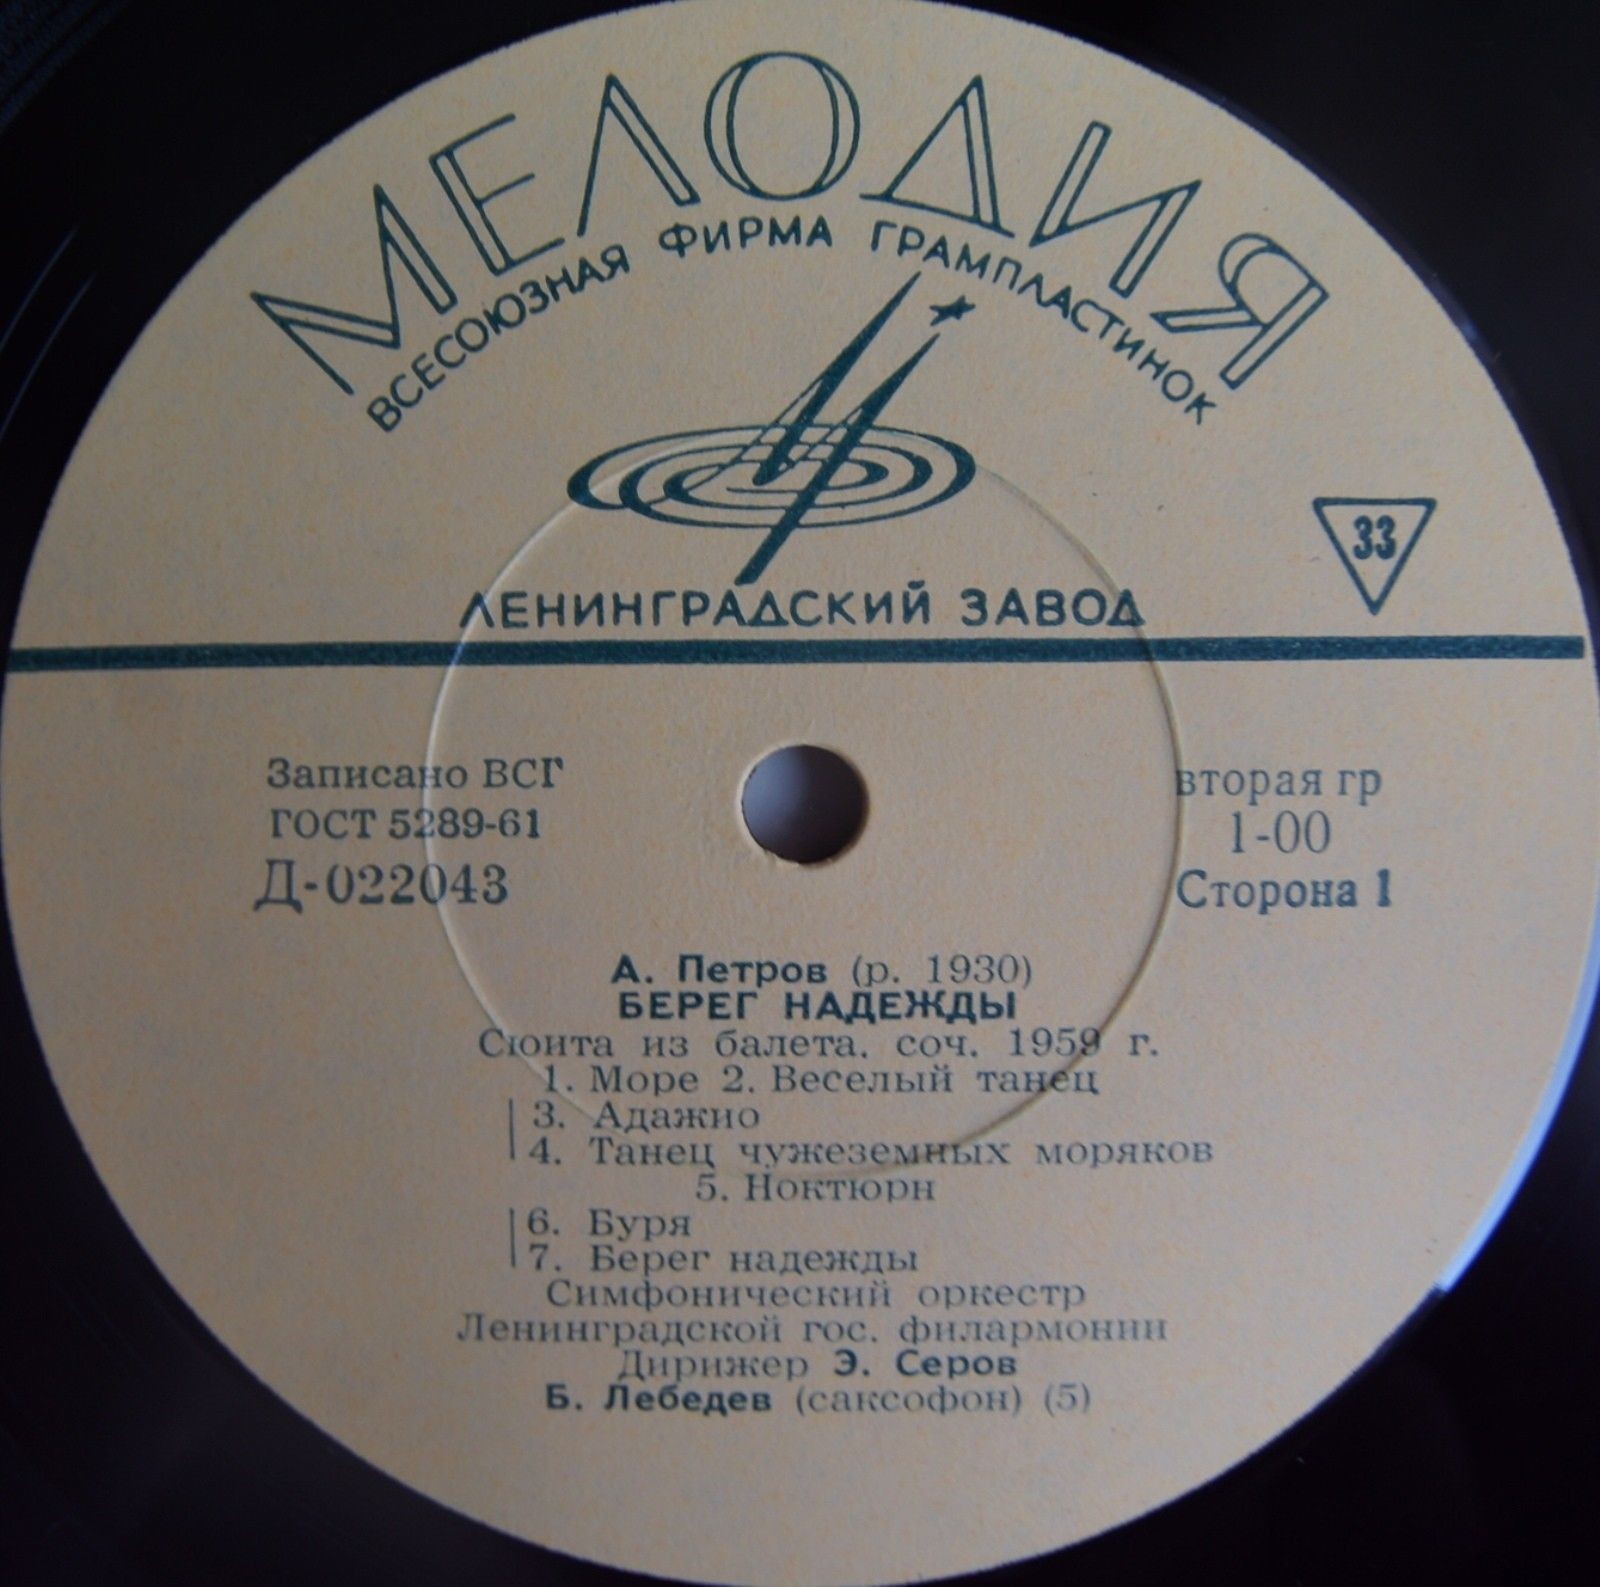 МЕЛОДИЯ
ВСЕСОЮЗНАЯ ФИРМА ГРАМПЛАСТИНОК
33
ЛЕНИНГРАДСКИЙ ЗАВОД
Записано ВСГ
ГОСТ 5289-61
Д-022043
вторая гр
1-00
Сторона 1
А. Петров (р. 1930)
БЕРЕГ НАДЕЖДЫ
Сюита из балета. соч. 1959 г.
1. Море 2. Веселый танец
3. Адажио
4. Танец чужеземных моряков
5. Ноктюрн
6. Буря
7. Берег надежды
Симфонический оркестр
Ленинградской гос. филармонии
Дирижер Э. Серов
Б. Лебедев (саксофон) (5)